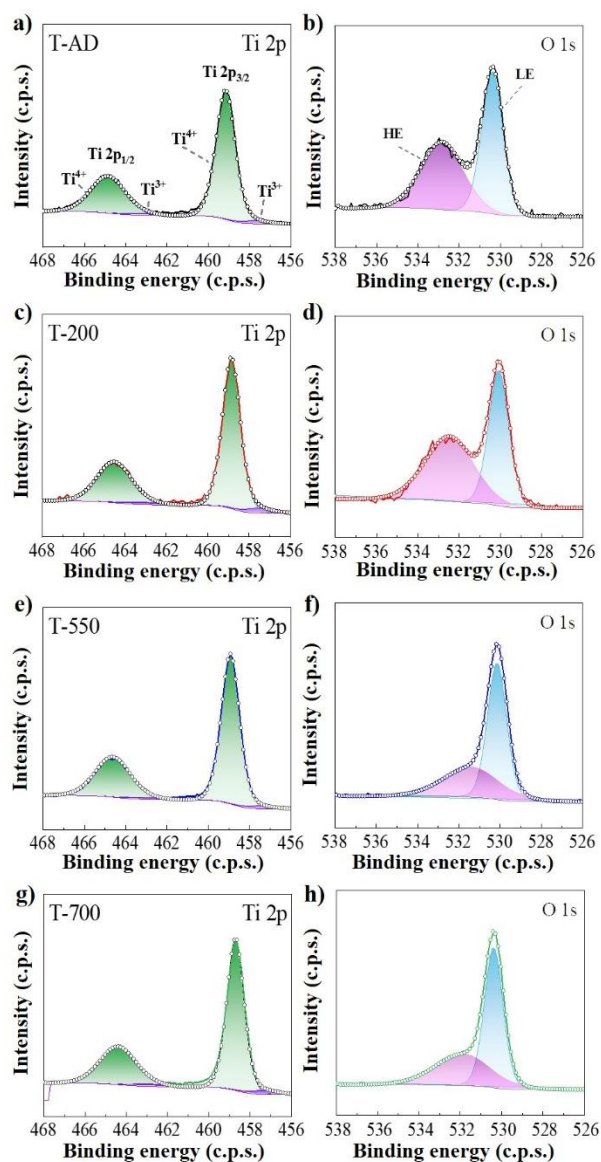 a) T-AD Ti 2p
Ti 2p3/2
Ti 2p1/2
Ti4+
Ti4+
Ti3+
Ti3+
Intensity (c.p.s.)
468 466 464 462 460 458 456
Binding energy (c.p.s.)
b) O 1s
LE
HE
Intensity (c.p.s.)
538 536 534 532 530 528 526
Binding energy (c.p.s.)
c) T-200 Ti 2p
Intensity (c.p.s.)
468 466 464 462 460 458 456
Binding energy (c.p.s.)
d) O 1s
Intensity (c.p.s.)
538 536 534 532 530 528 526
Binding energy (c.p.s.)
e) T-550 Ti 2p
Intensity (c.p.s.)
468 466 464 462 460 458 456
Binding energy (c.p.s.)
f) O 1s
Intensity (c.p.s.)
538 536 534 532 530 528 526
Binding energy (c.p.s.)
g) T-700 Ti 2p
Intensity (c.p.s.)
468 466 464 462 460 458 456
Binding energy (c.p.s.)
h) O 1s
Intensity (c.p.s.)
538 536 534 532 530 528 526
Binding energy (c.p.s.)